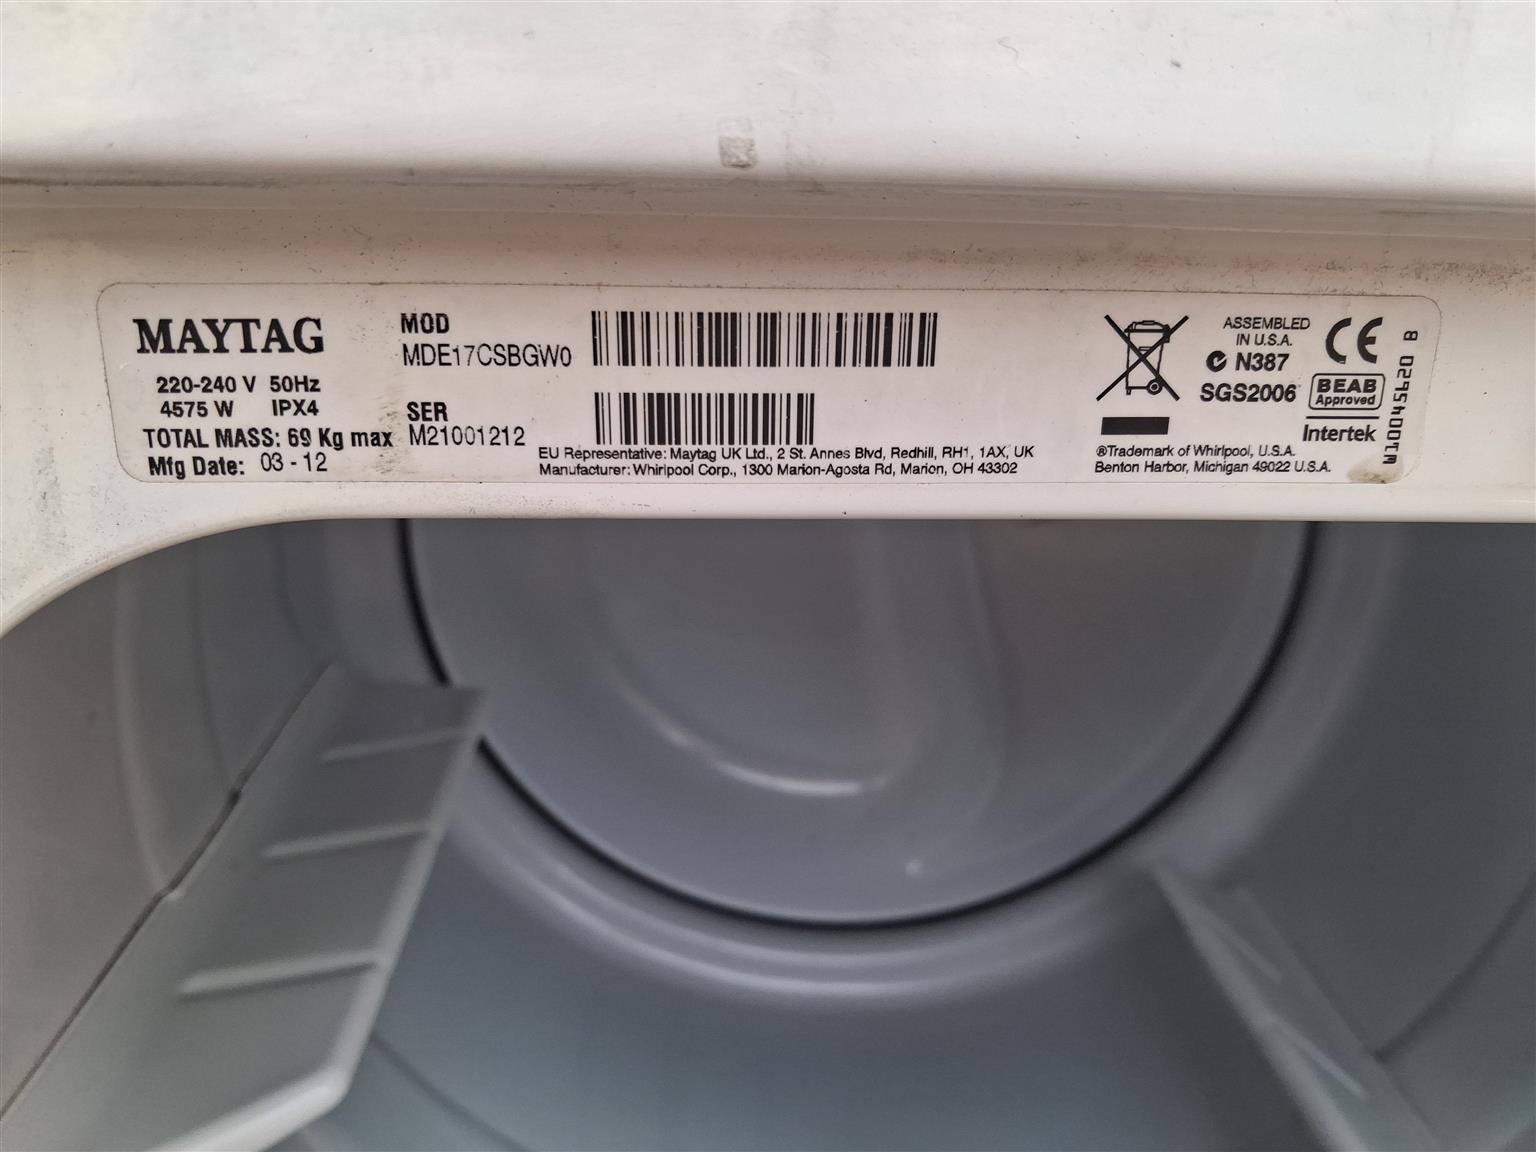 MAYTAG
220-240 V 50Hz
4575 W IPX4
TOTAL MASS: 69 Kg max
Mfg Date: 03 - 12
MOD
MDE17CSBGW0
SER
M21001212
EU Representative: Maytag UK Ltd., 2 St. Annes Blvd, Redhill, RH1, 1AX, UK
Manufacturer: Whirlpool Corp., 1300 Marion-Agosta Rd, Marion, OH 43302
ASSEMBLED
IN U.S.A.
N387
SGS2006
CE
BEAB
Approved
Intertek
®Trademark of Whirlpool, U.S.A.
Benton Harbor, Michigan 49022 U.S.A.
W10045620 B